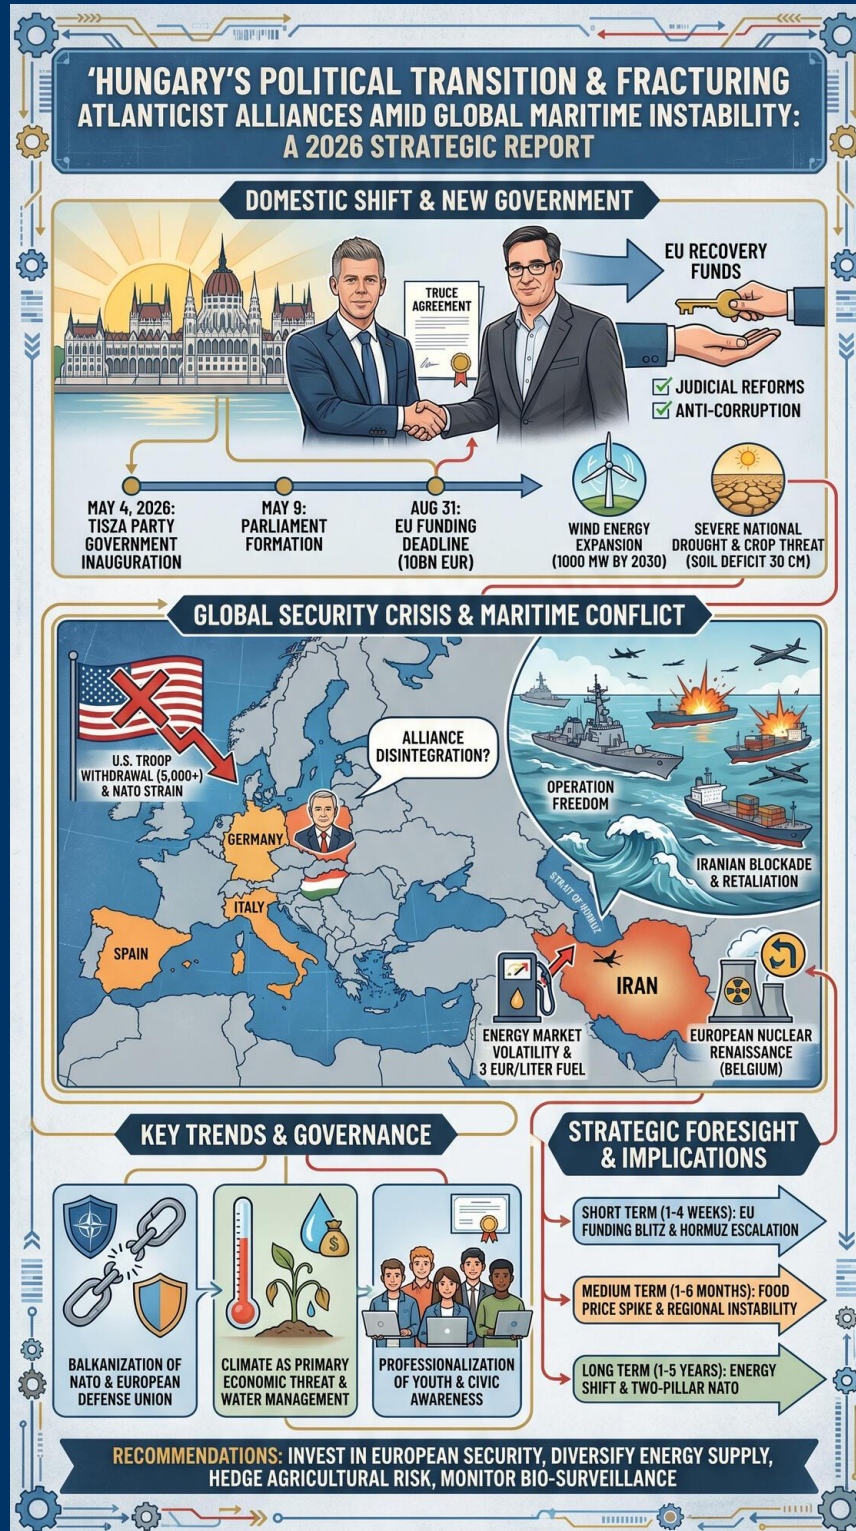 'HUNGARY'S POLITICAL TRANSITION & FRACTURING
ATLANTICIST ALLIANCES AMID GLOBAL MARITIME INSTABILITY:
A 2026 STRATEGIC REPORT
DOMESTIC SHIFT & NEW GOVERNMENT
TRUCE
AGREEMENT
EU RECOVERY
FUNDS
JUDICIAL REFORMS
ANTI-CORRUPTION
MAY 4, 2026:
TISZA PARTY
GOVERNMENT
INAUGURATION
MAY 9:
PARLIAMENT
FORMATION
AUG 31:
EU FUNDING
DEADLINE
(10BN EUR)
WIND ENERGY
EXPANSION
(1000 MW BY 2030)
SEVERE NATIONAL
DROUGHT & CROP THREAT
(SOIL DEFICIT 30 CM)
GLOBAL SECURITY CRISIS & MARITIME CONFLICT
U.S. TROOP
WITHDRAWAL (5,000+)
& NATO STRAIN
ALLIANCE
DISINTEGRATION?
OPERATION
FREEDOM
IRANIAN BLOCKADE
& RETALIATION
GERMANY
ITALY
SPAIN
STRAIT OF
IRAN
ENERGY MARKET
VOLATILITY &
3 EUR/LITER FUEL
EUROPEAN NUCLEAR
RENAISSANCE
(BELGIUM)
KEY TRENDS & GOVERNANCE
$
BALKANIZATION OF
NATO & EUROPEAN
DEFENSE UNION
CLIMATE AS PRIMARY
ECONOMIC THREAT &
WATER MANAGEMENT
PROFESSIONALIZATION
OF YOUTH & CIVIC
AWARENESS
STRATEGIC FORESIGHT
& IMPLICATIONS
SHORT TERM (1-4 WEEKS): EU
FUNDING BLITZ & HORMUZ ESCALATION
MEDIUM TERM (1-6 MONTHS): FOOD
PRICE SPIKE & REGIONAL INSTABILITY
LONG TERM (1-5 YEARS): ENERGY
SHIFT & TWO-PILLAR NATO
RECOMMENDATIONS: INVEST IN EUROPEAN SECURITY, DIVERSIFY ENERGY SUPPLY,
HEDGE AGRICULTURAL RISK, MONITOR BIO-SURVEILLANCE